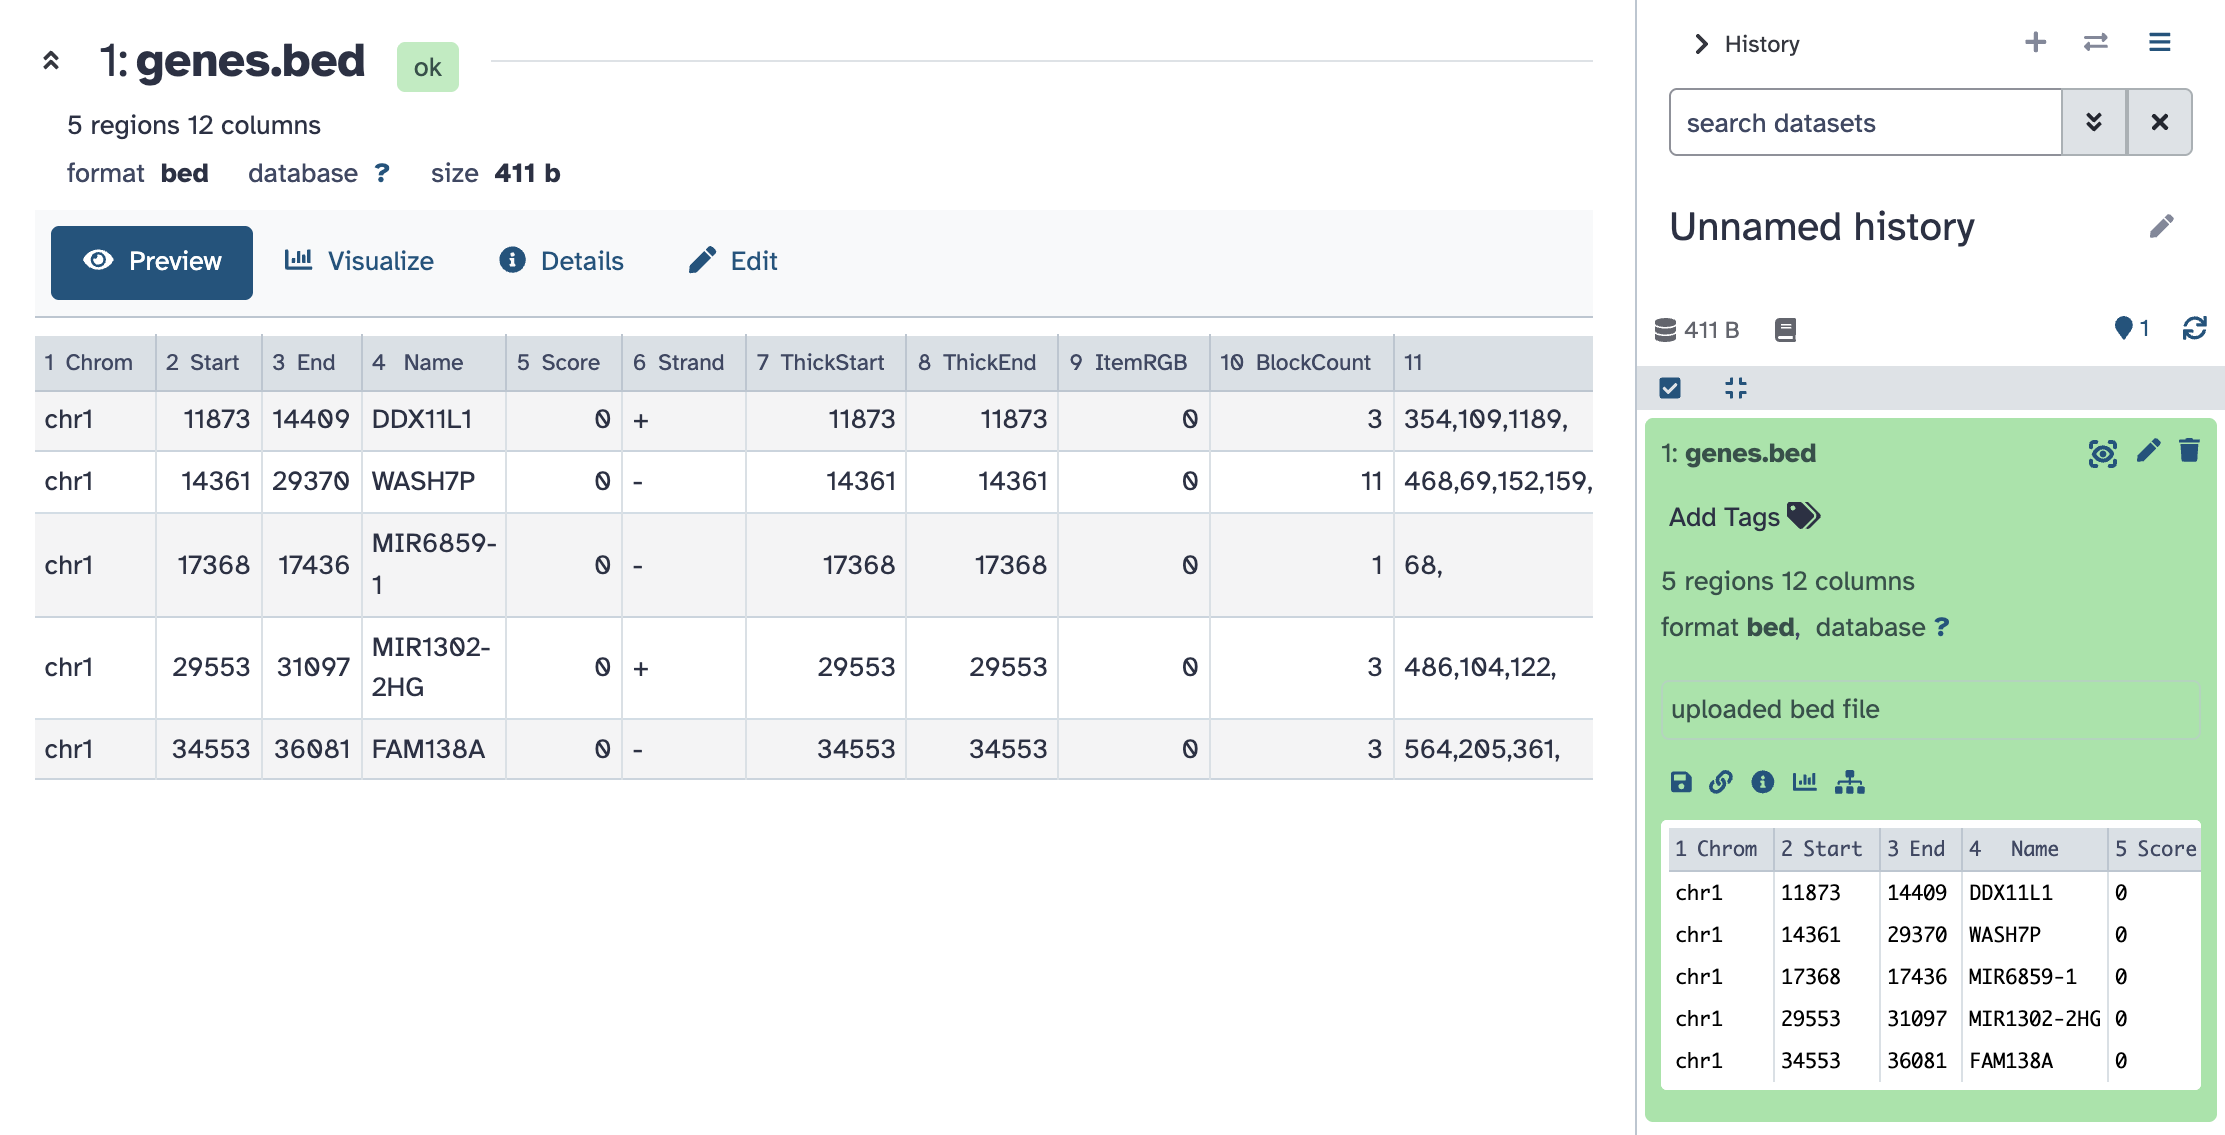 1: genes.bed ok
5 regions 12 columns
format bed database ? size 411 b
Preview Visualize Details Edit
1 Chrom 2 Start 3 End 4 Name 5 Score 6 Strand 7 ThickStart 8 ThickEnd 9 ItemRGB 10 BlockCount 11
chr1 11873 14409 DDX11L1 0 + 11873 11873 0 3 354,109,1189,
chr1 14361 29370 WASH7P 0 - 14361 14361 0 11 468,69,152,159,
chr1 17368 17436 MIR6859-1 0 - 17368 17368 0 1 68,
chr1 29553 31097 MIR1302-2HG 0 + 29553 29553 0 3 486,104,122,
chr1 34553 36081 FAM138A 0 - 34553 34553 0 3 564,205,361,
History
search datasets
Unnamed history
411 B 1
1: genes.bed
Add Tags
5 regions 12 columns
format bed, database ?
uploaded bed file
1 Chrom 2 Start 3 End 4 Name 5 Score
chr1 11873 14409 DDX11L1 0
chr1 14361 29370 WASH7P 0
chr1 17368 17436 MIR6859-1 0
chr1 29553 31097 MIR1302-2HG 0
chr1 34553 36081 FAM138A 0